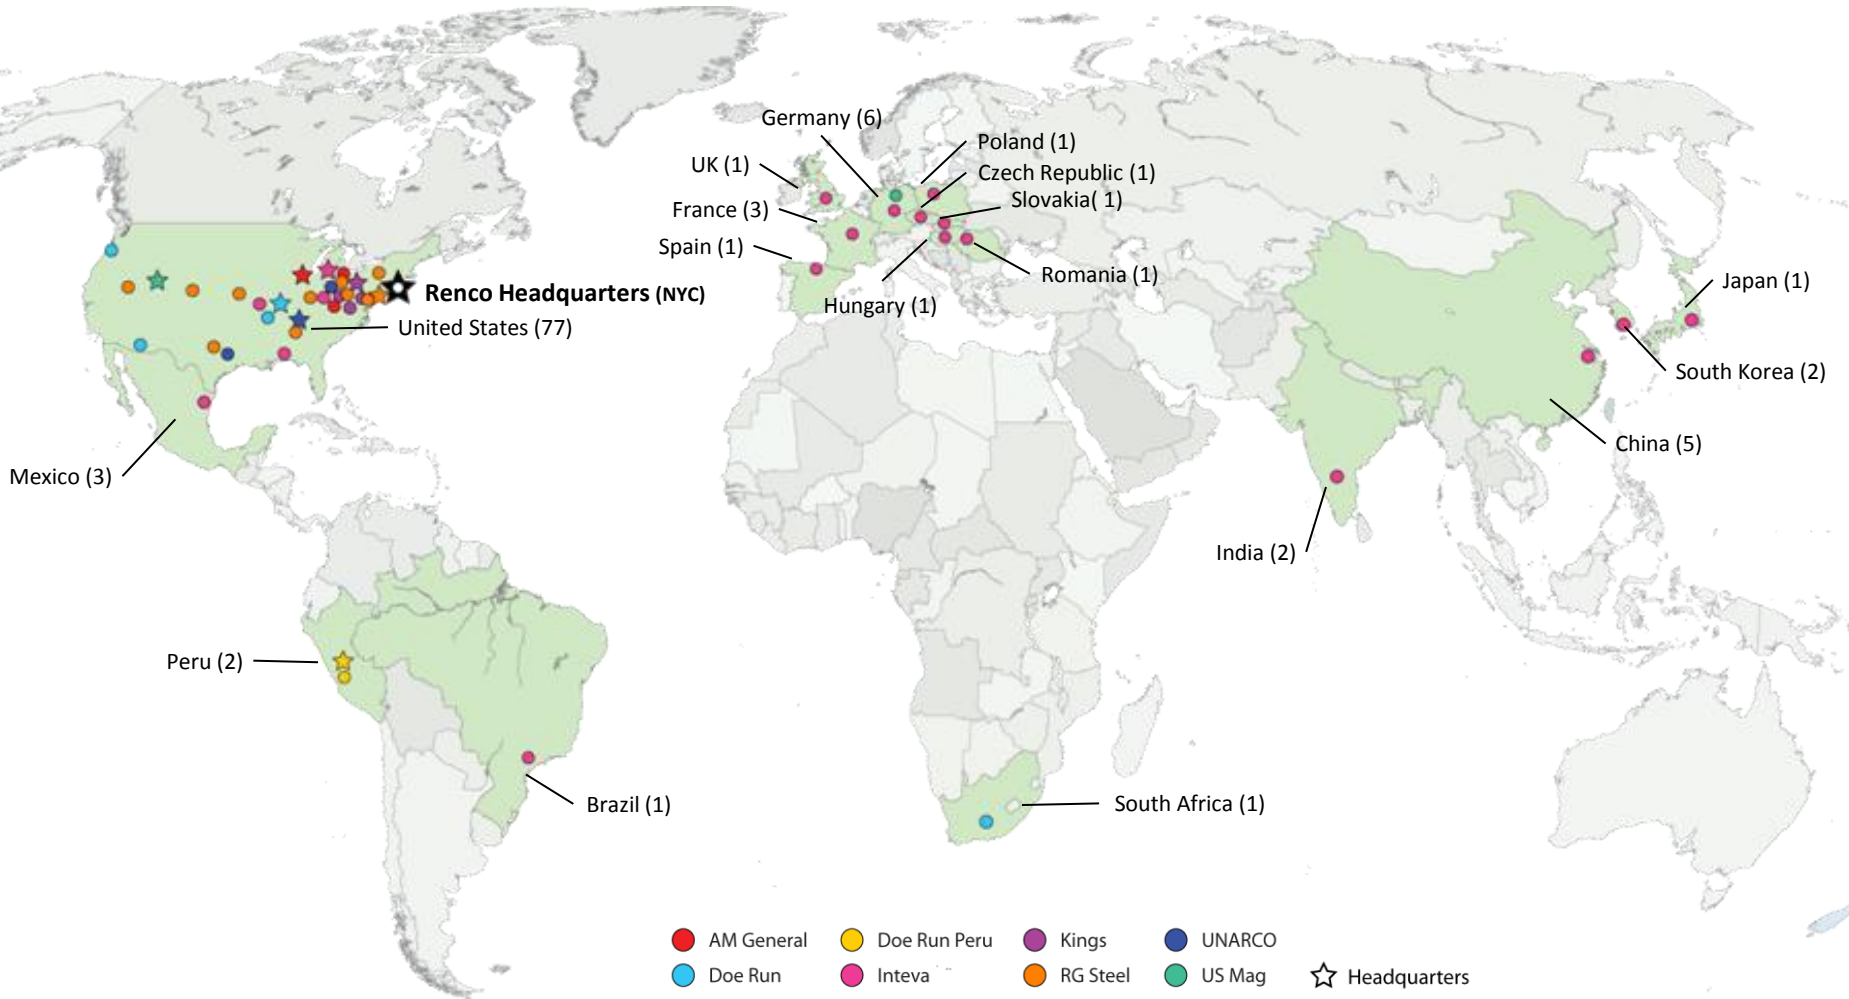 Germany (6)
Poland (1)
UK (1)
Czech Republic (1)
Slovakia( 1)
France (3)
Spain (1)
Romania (1)
Japan (1)
Renco Headquarters (NYC)
Hungary (1)
United States (77)
South Korea (2)
China (5)
Mexico (3)
India (2)
Peru (2)
Brazil (1)
South Africa (1)
AM General
Doe Run Peru
Kings
UNARCO
Doe Run
Inteva
RG Steel
US Mag
Headquarters